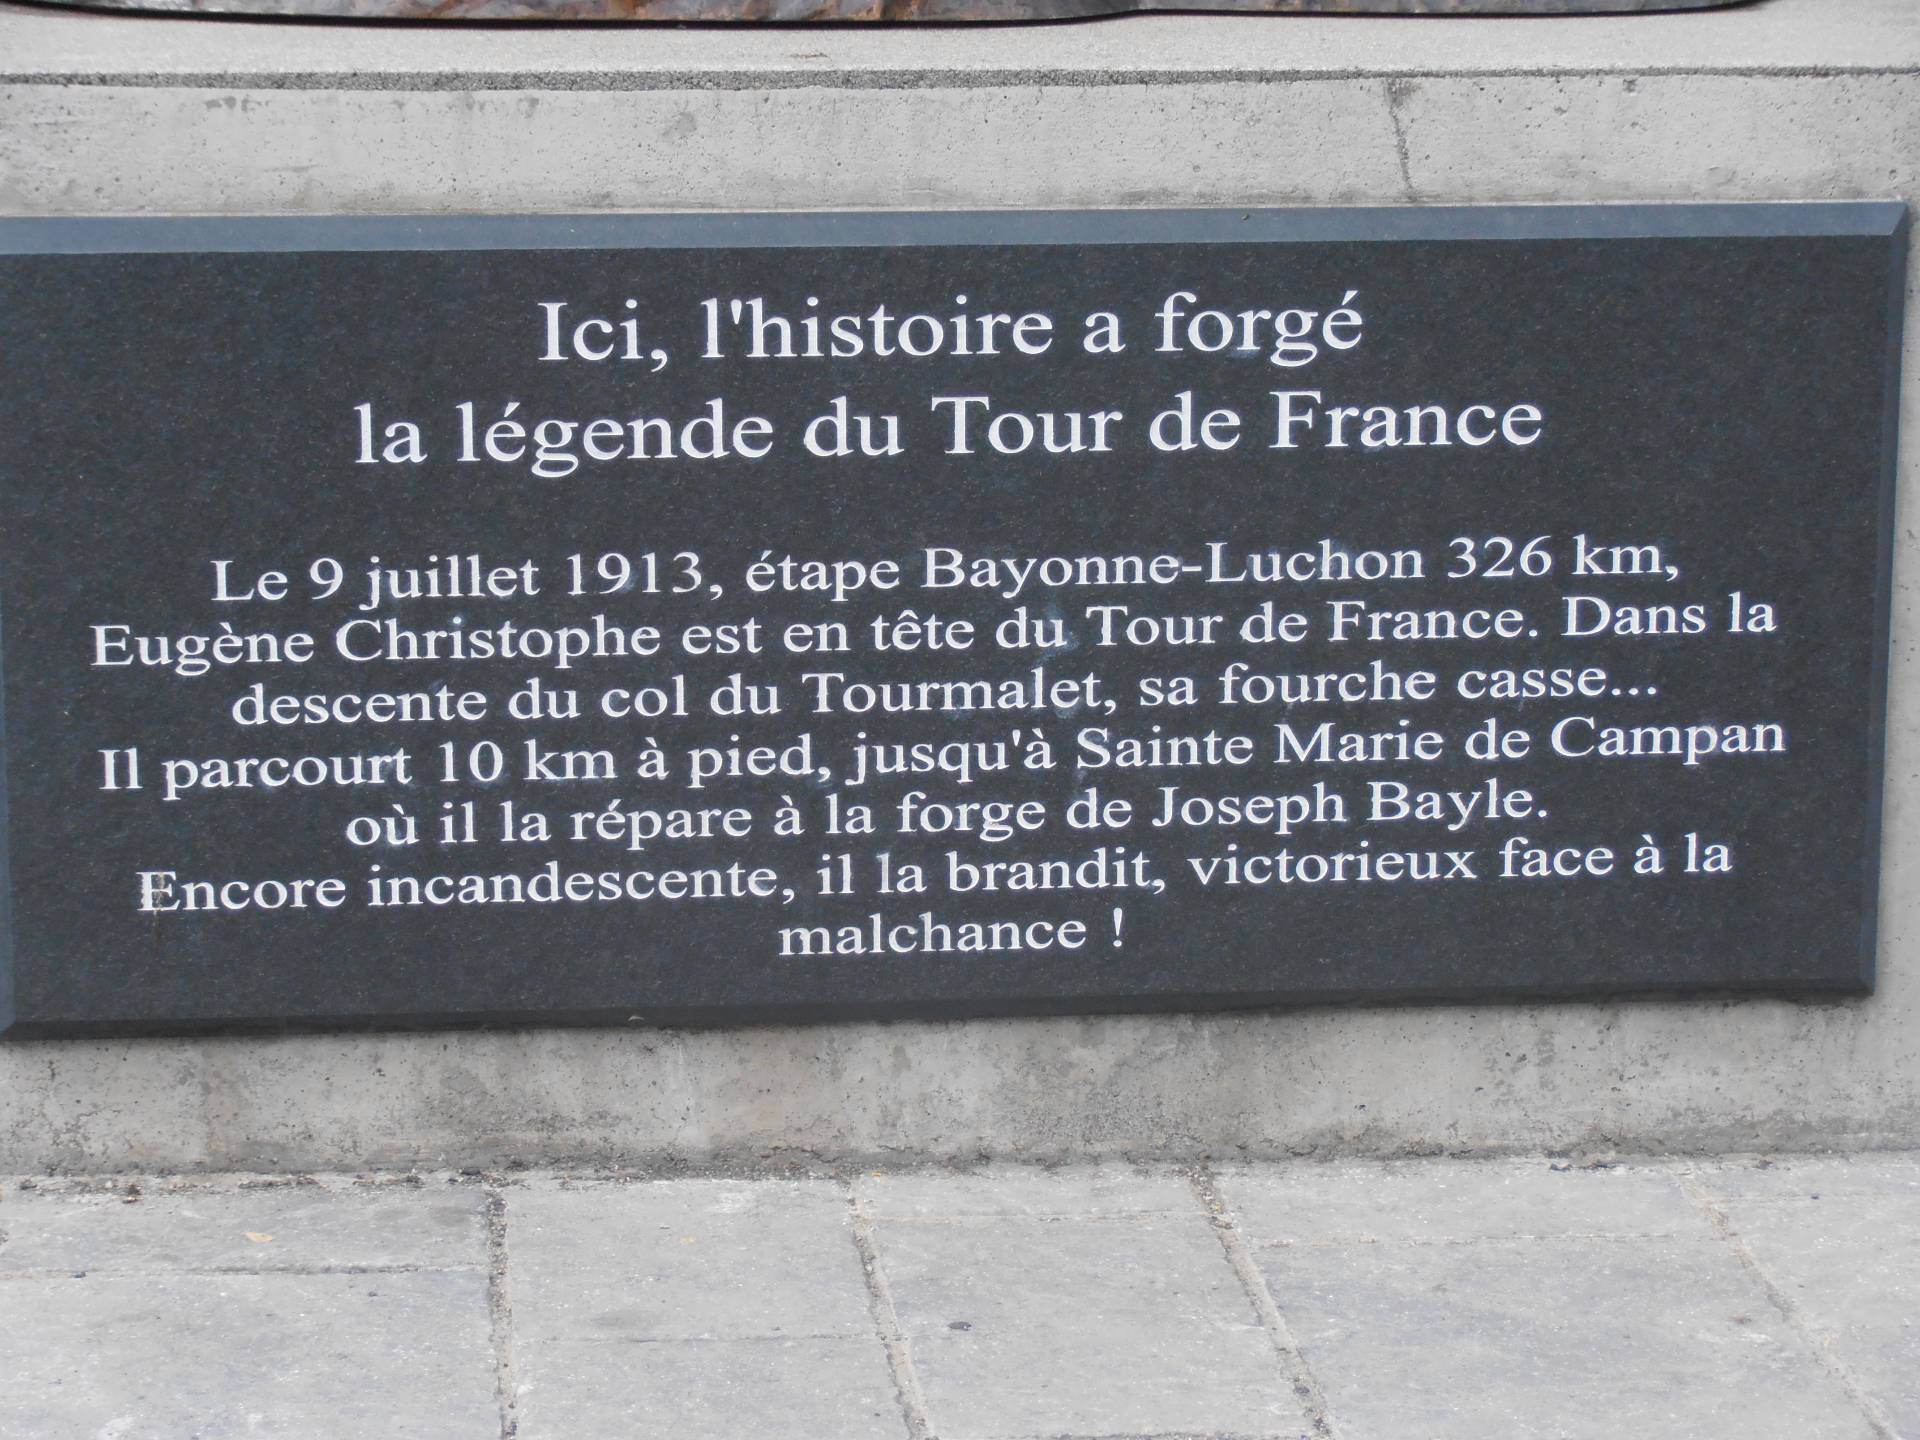 Ici, l'histoire a forgé
la légende du Tour de France
Le 9 juillet 1913, étape Bayonne-Luchon 326 km,
Eugène Christophe est en tête du Tour de France. Dans la
descente du col du Tourmalet, sa fourche casse...
Il parcourt 10 km à pied, jusqu'à Sainte Marie de Campan
où il la répare à la forge de Joseph Bayle.
Encore incandescente, il la brandit, victorieux face à la
malchance !